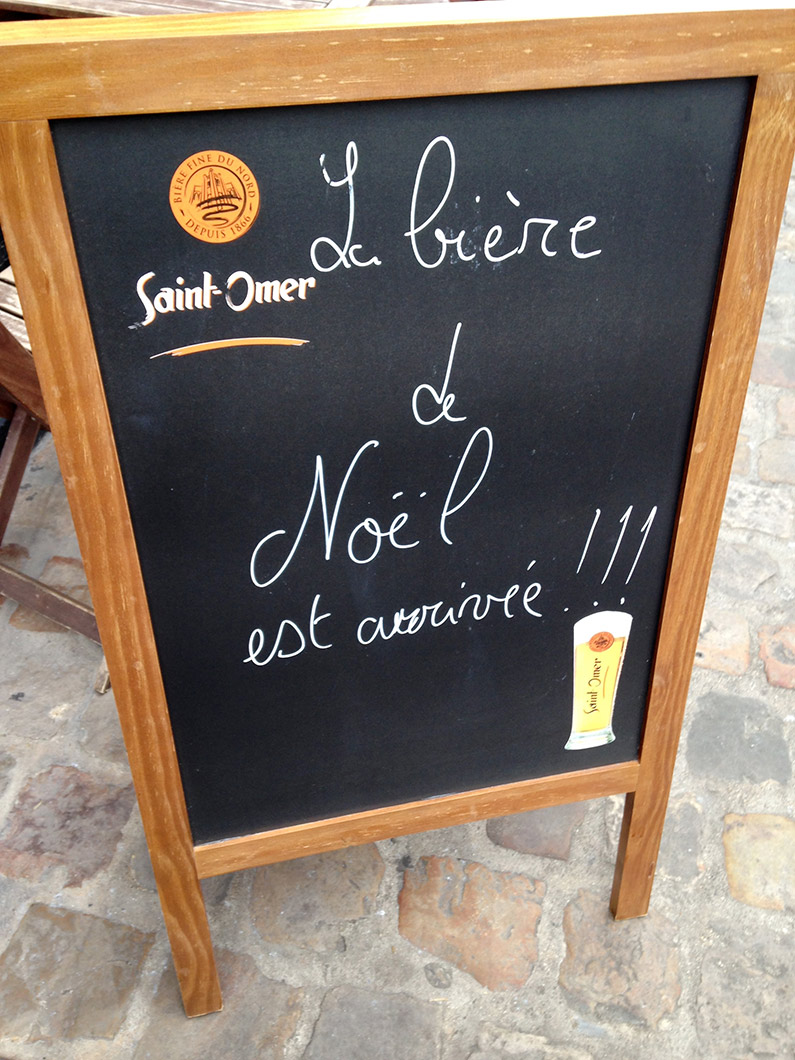 BIÈRE FINE DU NORD
- DEPUIS 1866 -
Saint-Omer
La bière
de
Noël
est arrivée !!!
Saint-Omer